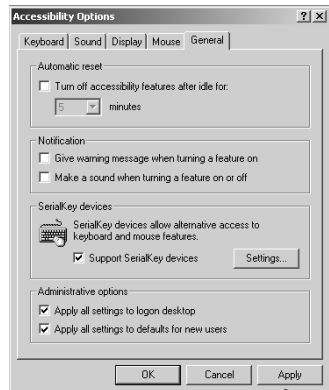 Accessibility Options
Keyboard Sound Display Mouse General
Automatic reset
Turn off accessibility features after idle for:
5 minutes
Notification
Give warning message when turning a feature on
Make a sound when turning a feature on or off
SerialKey devices
SerialKey devices allow alternative access to
keyboard and mouse features.
Support SerialKey devices Settings...
Administrative options
Apply all settings to logon desktop
Apply all settings to defaults for new users
OK Cancel Apply